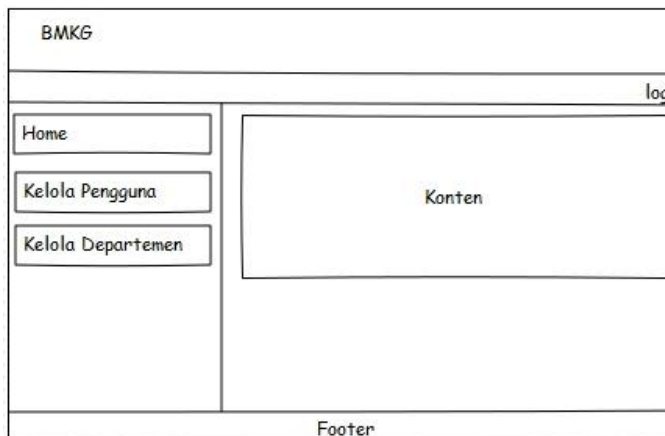 BMKG
log
Home
Kelola Pengguna
Kelola Departemen
Konten
Footer